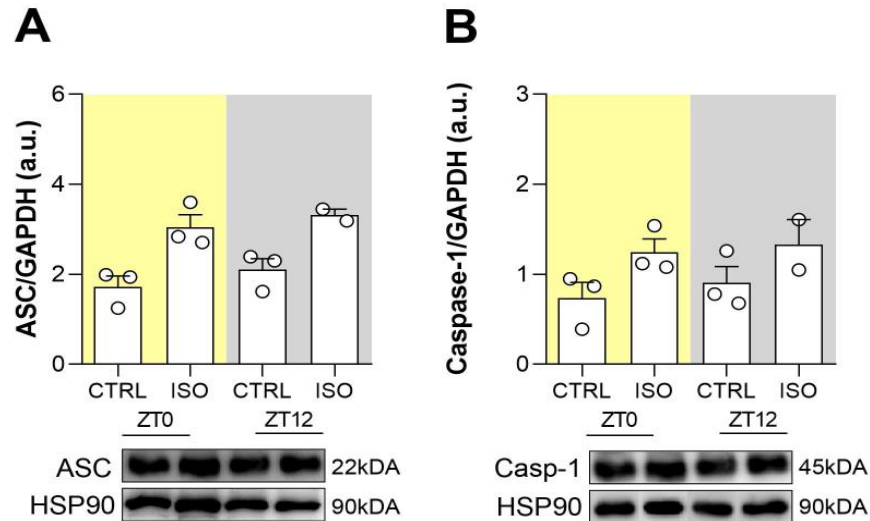 A
ASC/GAPDH (a.u.)
6
4
2
0
CTRL ISO CTRL ISO
ZT0 ZT12
ASC 22kDA
HSP90 90kDA
B
Caspase-1/GAPDH (a.u.)
3
2
1
0
CTRL ISO CTRL ISO
ZT0 ZT12
Casp-1 45kDA
HSP90 90kDA